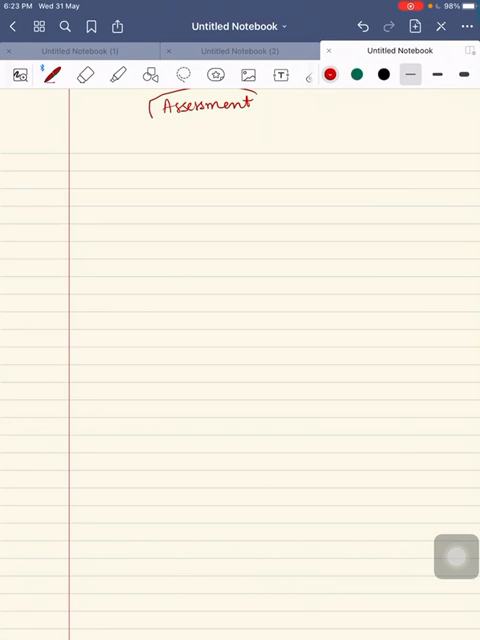 6:23 PM Wed 31 May 98%
Untitled Notebook
Untitled Notebook (1) Untitled Notebook (2) Untitled Notebook
Assessment